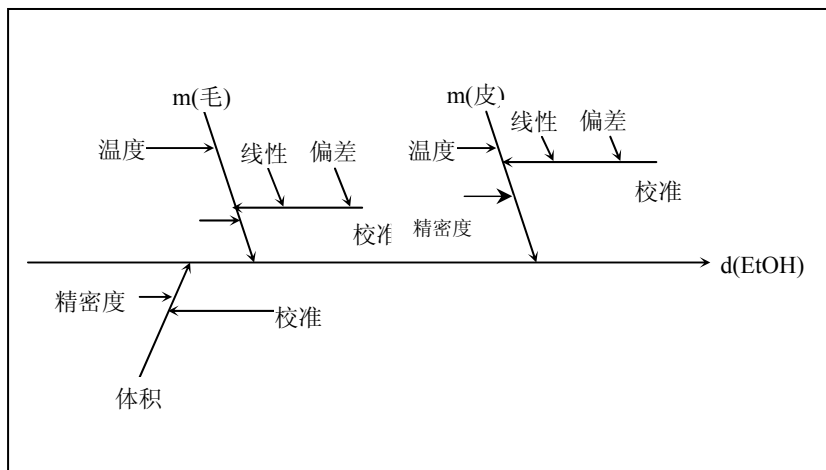 m(毛)
m(皮)
温度
线性
偏差
校准
温度
线性
偏差
校准
精密度
d(EtOH)
精密度
校准
体积